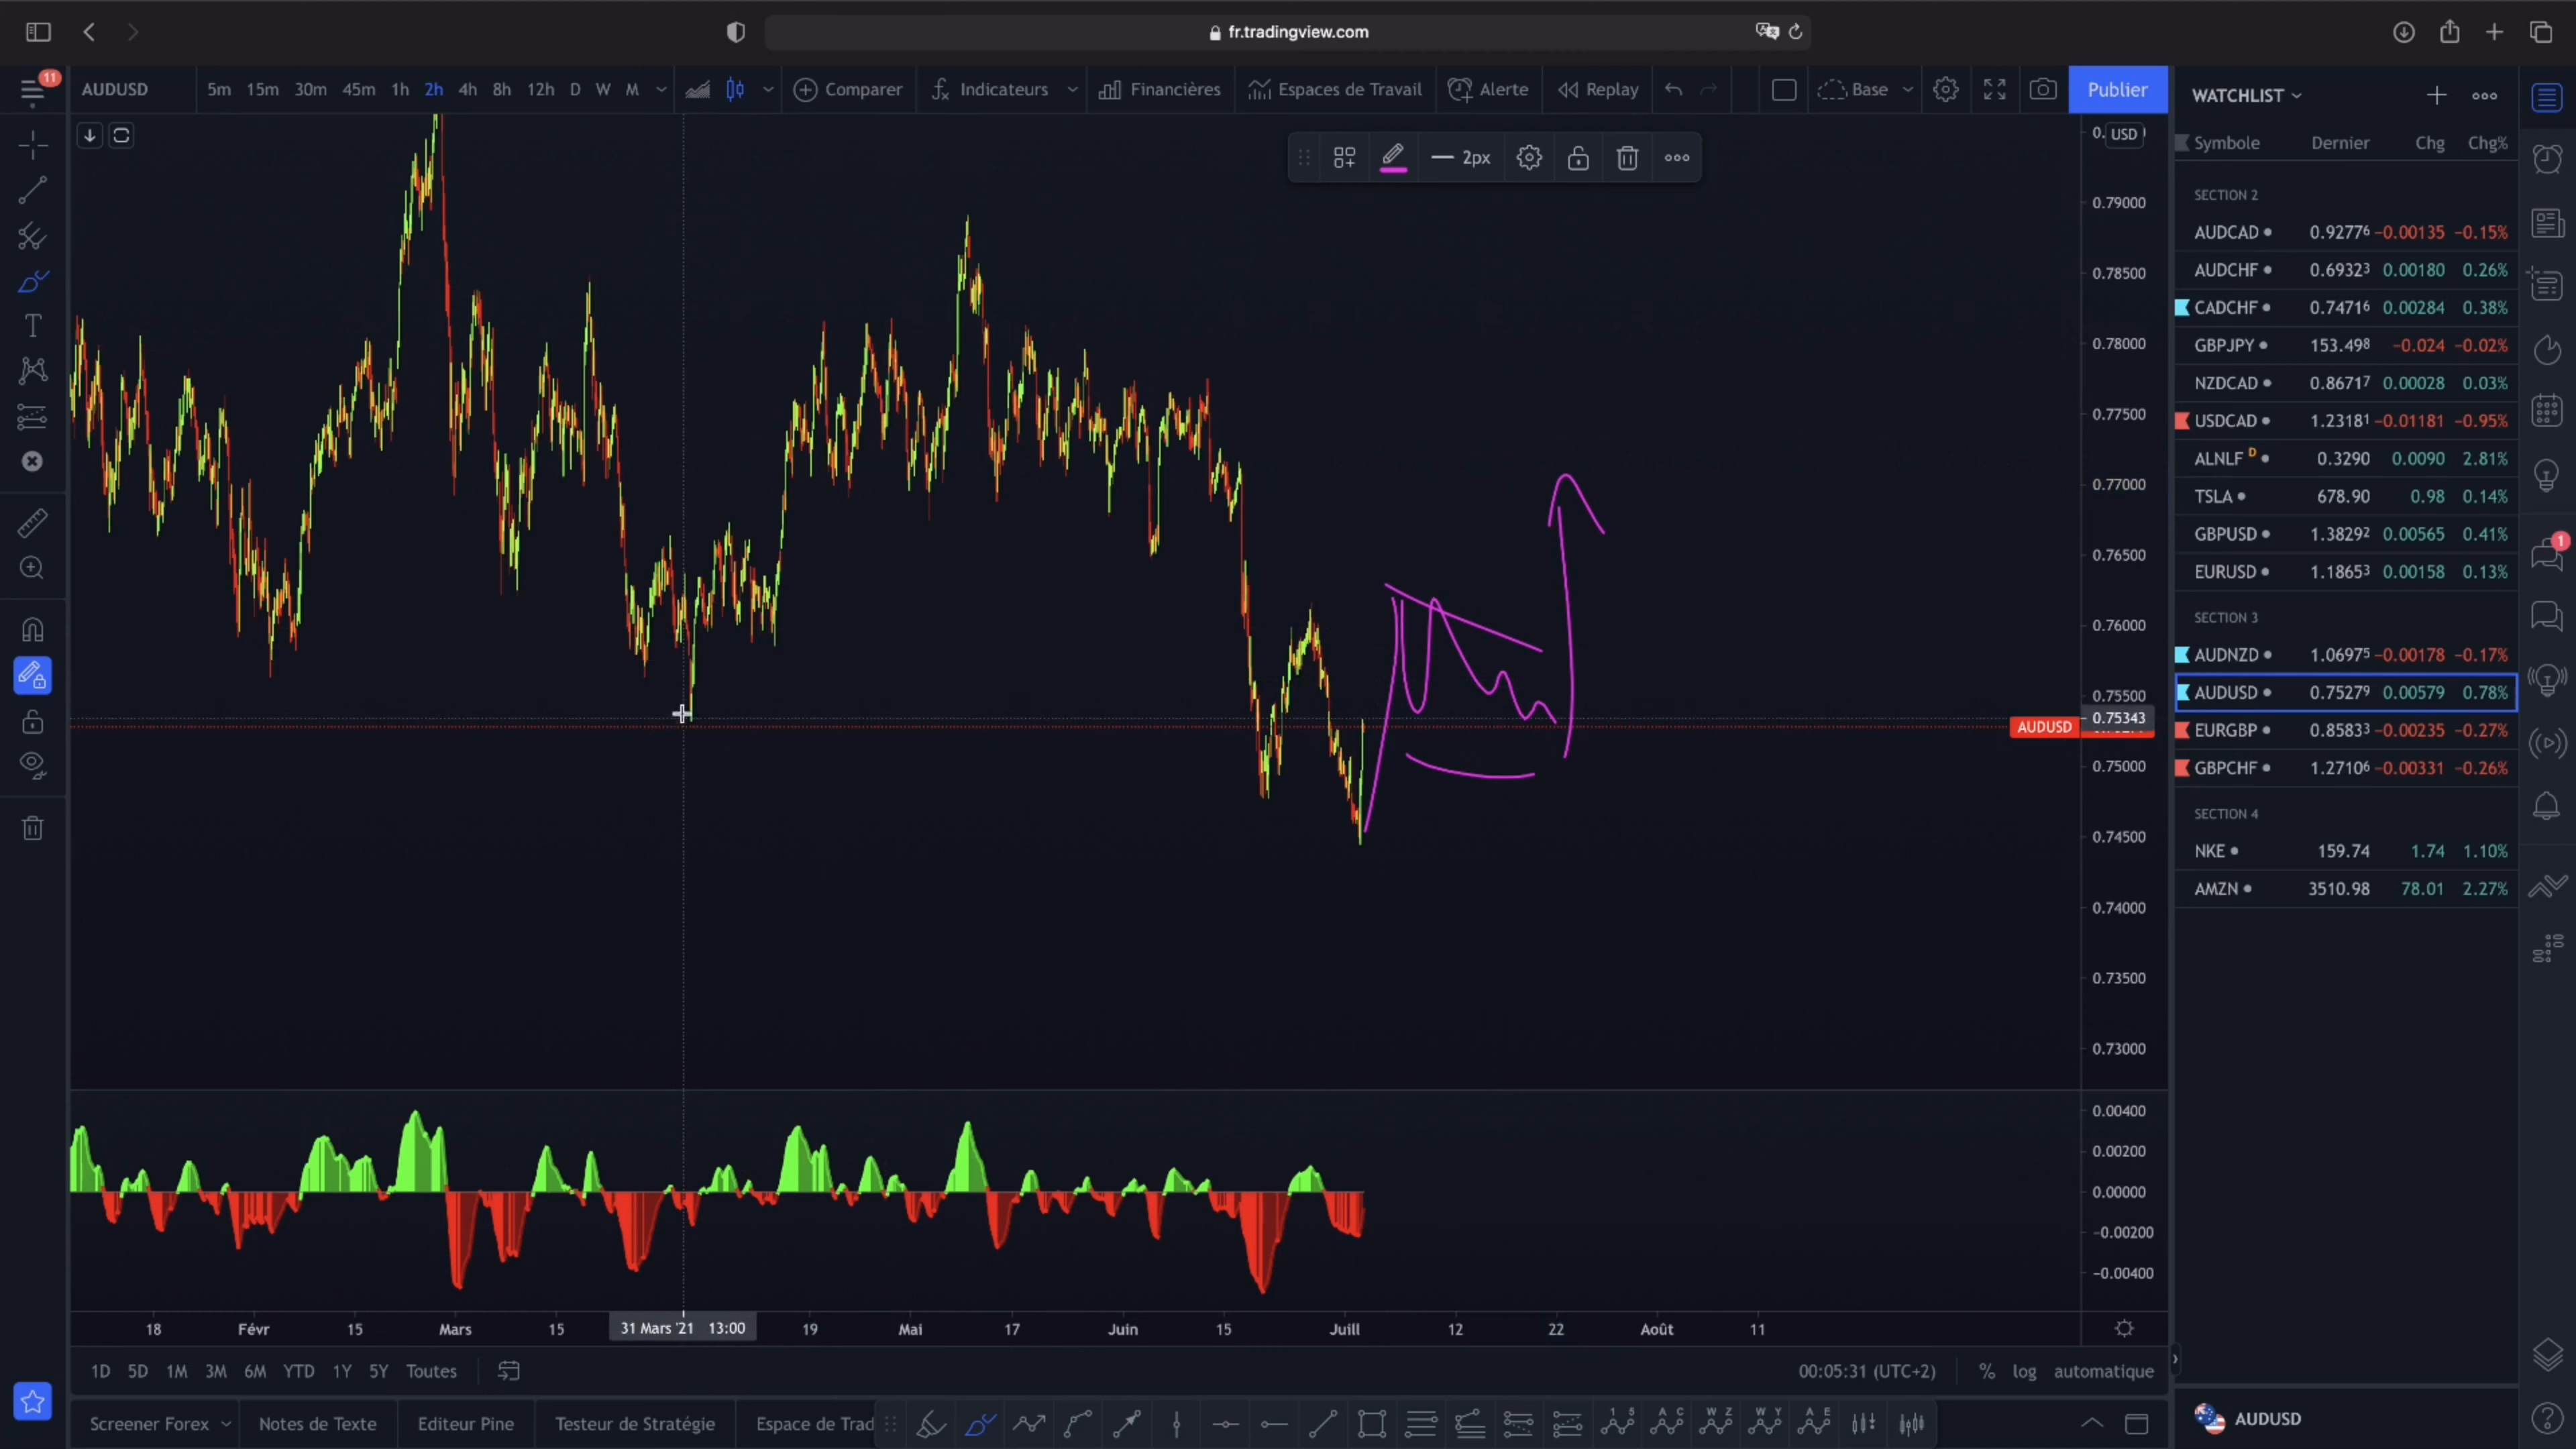 fr.tradingview.com
11
AUDUSD 5m 15m 30m 45m 1h 2h 4h 8h 12h D W M Comparer Indicateurs Financières Espaces de Travail Alerte Replay Base Publier
WATCHLIST
Symbole Dernier Chg Chg%
2px
USD
0.79000
0.78500
0.78000
0.77500
0.77000
0.76500
0.76000
0.75500
0.75343
AUDUSD
0.75000
0.74500
0.74000
0.73500
0.73000
0.00400
0.00200
0.00000
−0.00200
−0.00400
SECTION 2
AUDCAD 0.92776 −0.00135 −0.15%
AUDCHF 0.69323 0.00180 0.26%
CADCHF 0.74716 0.00284 0.38%
GBPJPY 153.498 −0.024 −0.02%
NZDCAD 0.86717 0.00028 0.03%
USDCAD 1.23181 −0.01181 −0.95%
ALNLF D 0.3290 0.0090 2.81%
TSLA 678.90 0.98 0.14%
GBPUSD 1.38292 0.00565 0.41%
EURUSD 1.18653 0.00158 0.13%
SECTION 3
AUDNZD 1.06975 −0.00178 −0.17%
AUDUSD 0.75279 0.00579 0.78%
EURGBP 0.85833 −0.00235 −0.27%
GBPCHF 1.27106 −0.00331 −0.26%
SECTION 4
NKE 159.74 1.74 1.10%
AMZN 3510.98 78.01 2.27%
1
18 Févr 15 Mars 15 31 Mars '21 13:00 19 Mai 17 Juin 15 Juill 12 22 Août 11
1D 5D 1M 3M 6M YTD 1Y 5Y Toutes 00:05:31 (UTC+2) % log automatique
Screener Forex Notes de Texte Editeur Pine Testeur de Stratégie Espace de Trad
1 5 A C W Z W Y A E
AUDUSD